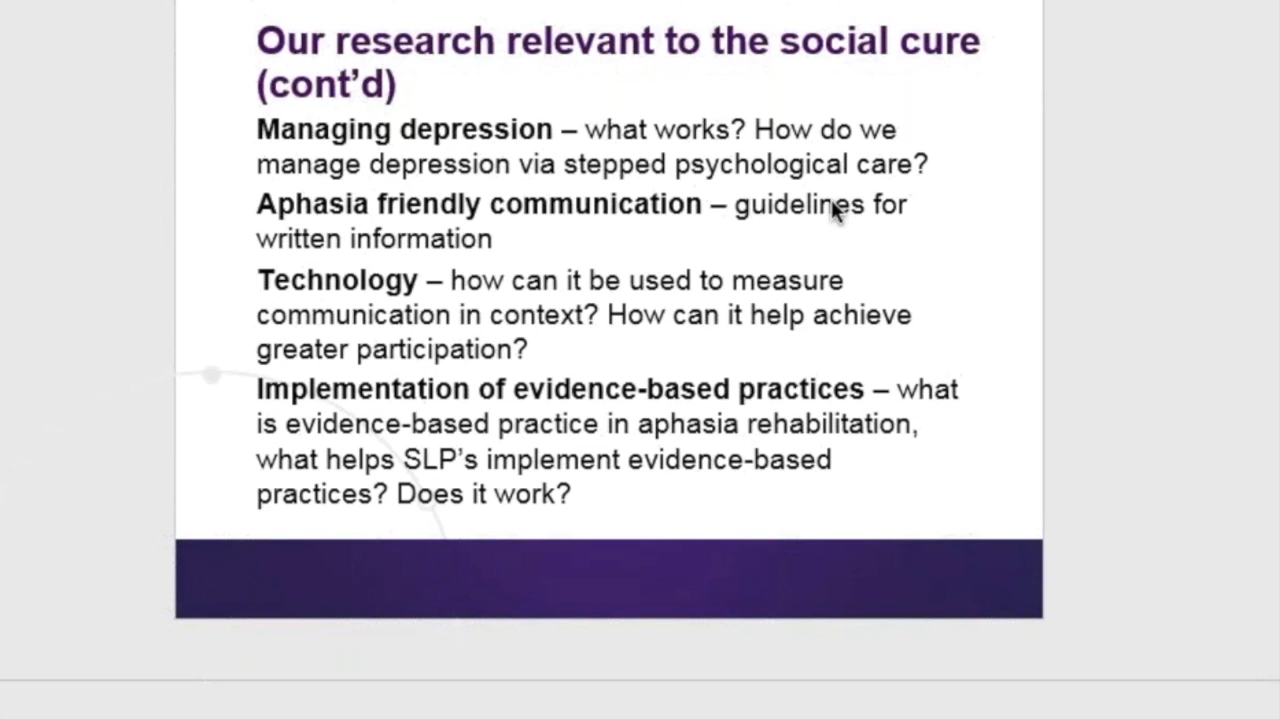 Our research relevant to the social cure
(cont’d)
Managing depression – what works? How do we
manage depression via stepped psychological care?
Aphasia friendly communication – guidelines for
written information
Technology – how can it be used to measure
communication in context? How can it help achieve
greater participation?
Implementation of evidence-based practices – what
is evidence-based practice in aphasia rehabilitation,
what helps SLP’s implement evidence-based
practices? Does it work?